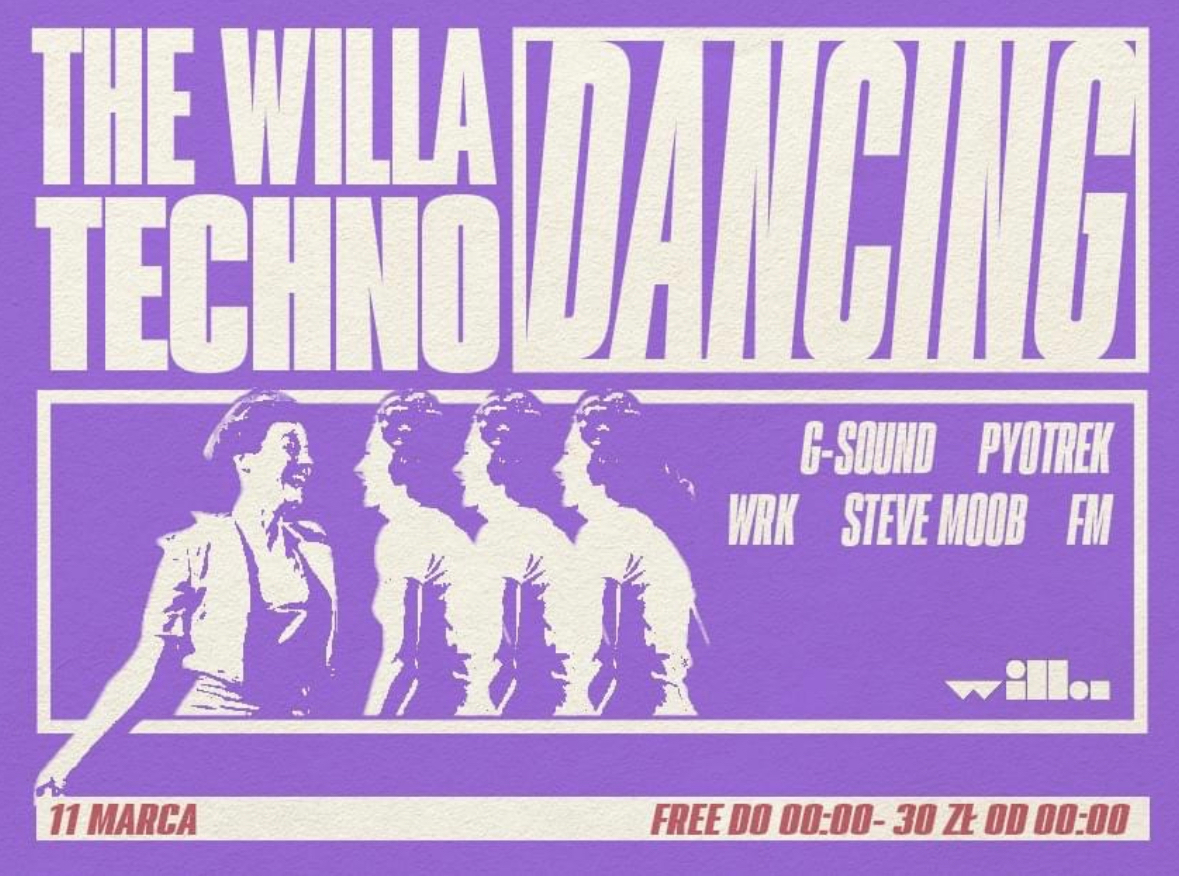 THE WILLA
TECHNO
DANCING
G-SOUND PYOTREK
WRK STEVE MOOB FM
willa
11 MARCA
FREE DO 00:00- 30 ZŁ OD 00:00